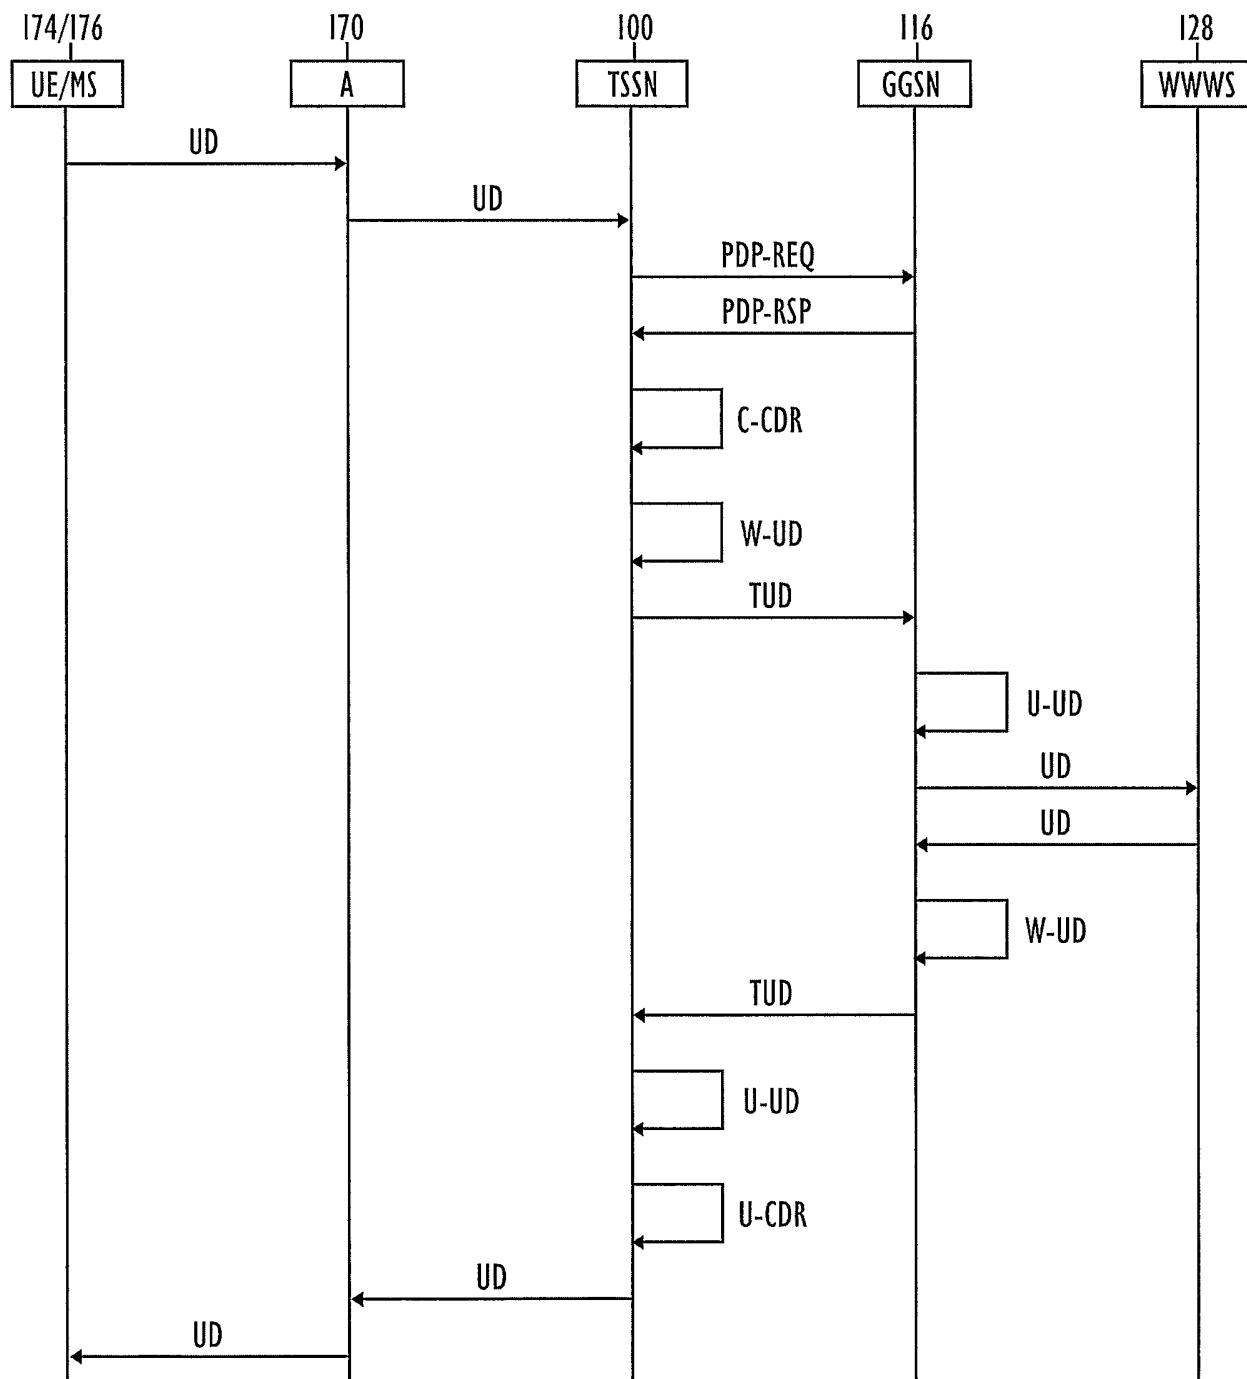 174/176 170 100 116 128
UE/MS A TSSN GGSN WWWS
UD
UD
PDP-REQ
PDP-RSP
C-CDR
W-UD
TUD
U-UD
UD
UD
W-UD
TUD
U-UD
U-CDR
UD
UD